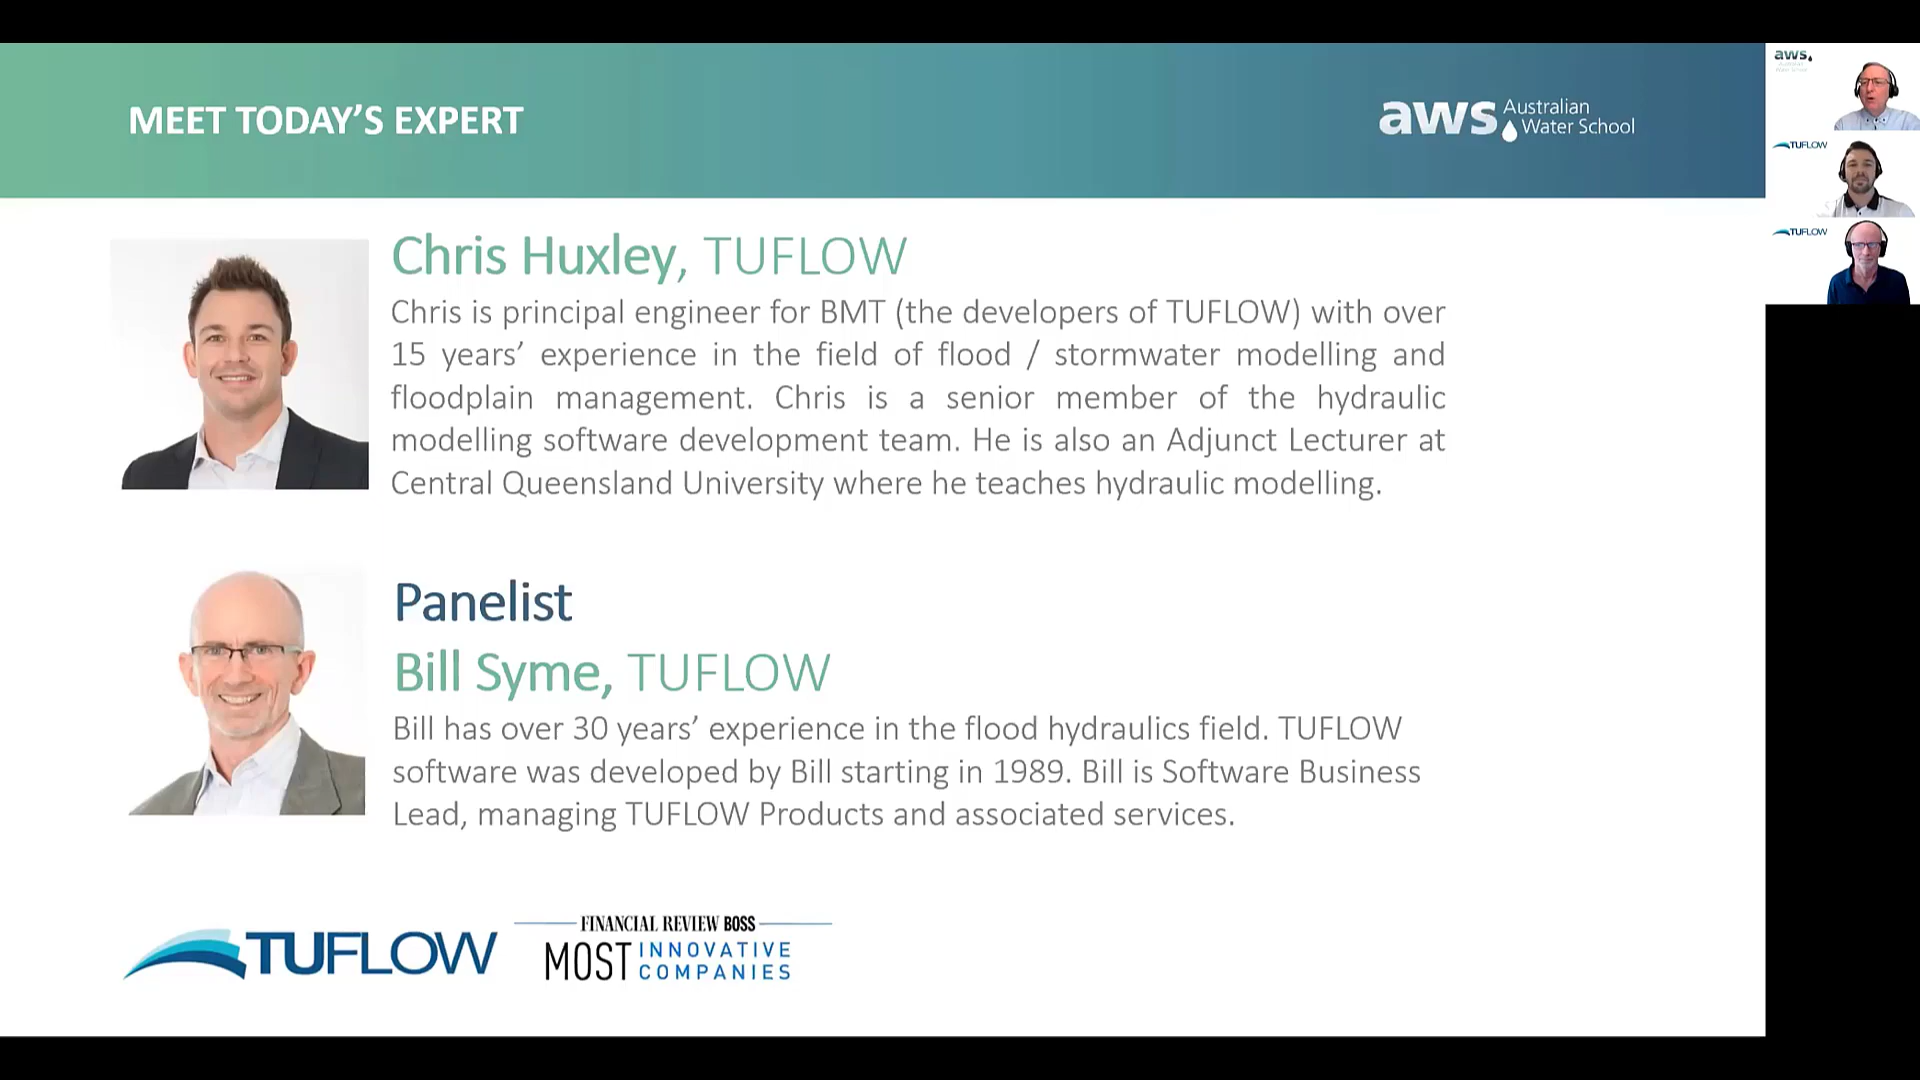 MEET TODAY'S EXPERT
aws Australian
Water School
aws.
TUFLOW
TUFLOW
Chris Huxley, TUFLOW
Chris is principal engineer for BMT (the developers of TUFLOW) with over
15 years’ experience in the field of flood / stormwater modelling and
floodplain management. Chris is a senior member of the hydraulic
modelling software development team. He is also an Adjunct Lecturer at
Central Queensland University where he teaches hydraulic modelling.
Panelist
Bill Syme, TUFLOW
Bill has over 30 years’ experience in the flood hydraulics field. TUFLOW
software was developed by Bill starting in 1989. Bill is Software Business
Lead, managing TUFLOW Products and associated services.
TUFLOW
FINANCIAL REVIEW BOSS
MOST INNOVATIVE
COMPANIES